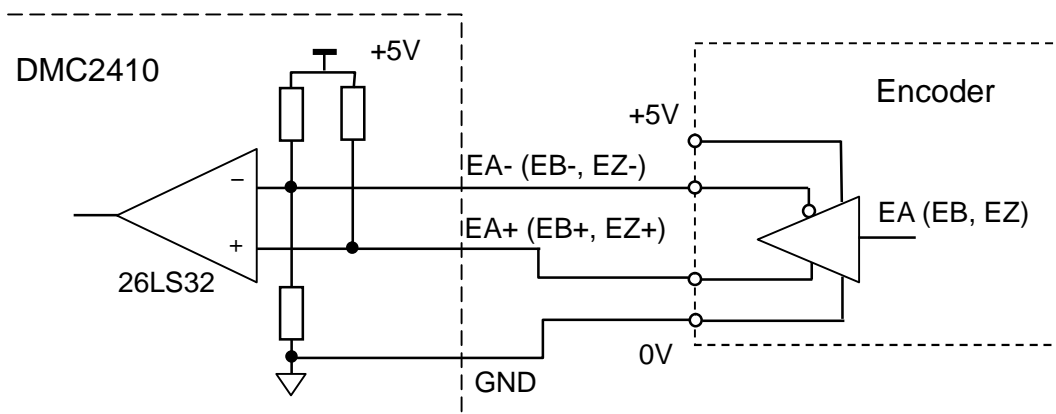 +5V
DMC2410
Encoder
+5V
EA- (EB-, EZ-)
−
EA (EB, EZ)
EA+ (EB+, EZ+)
+
26LS32
0V
GND